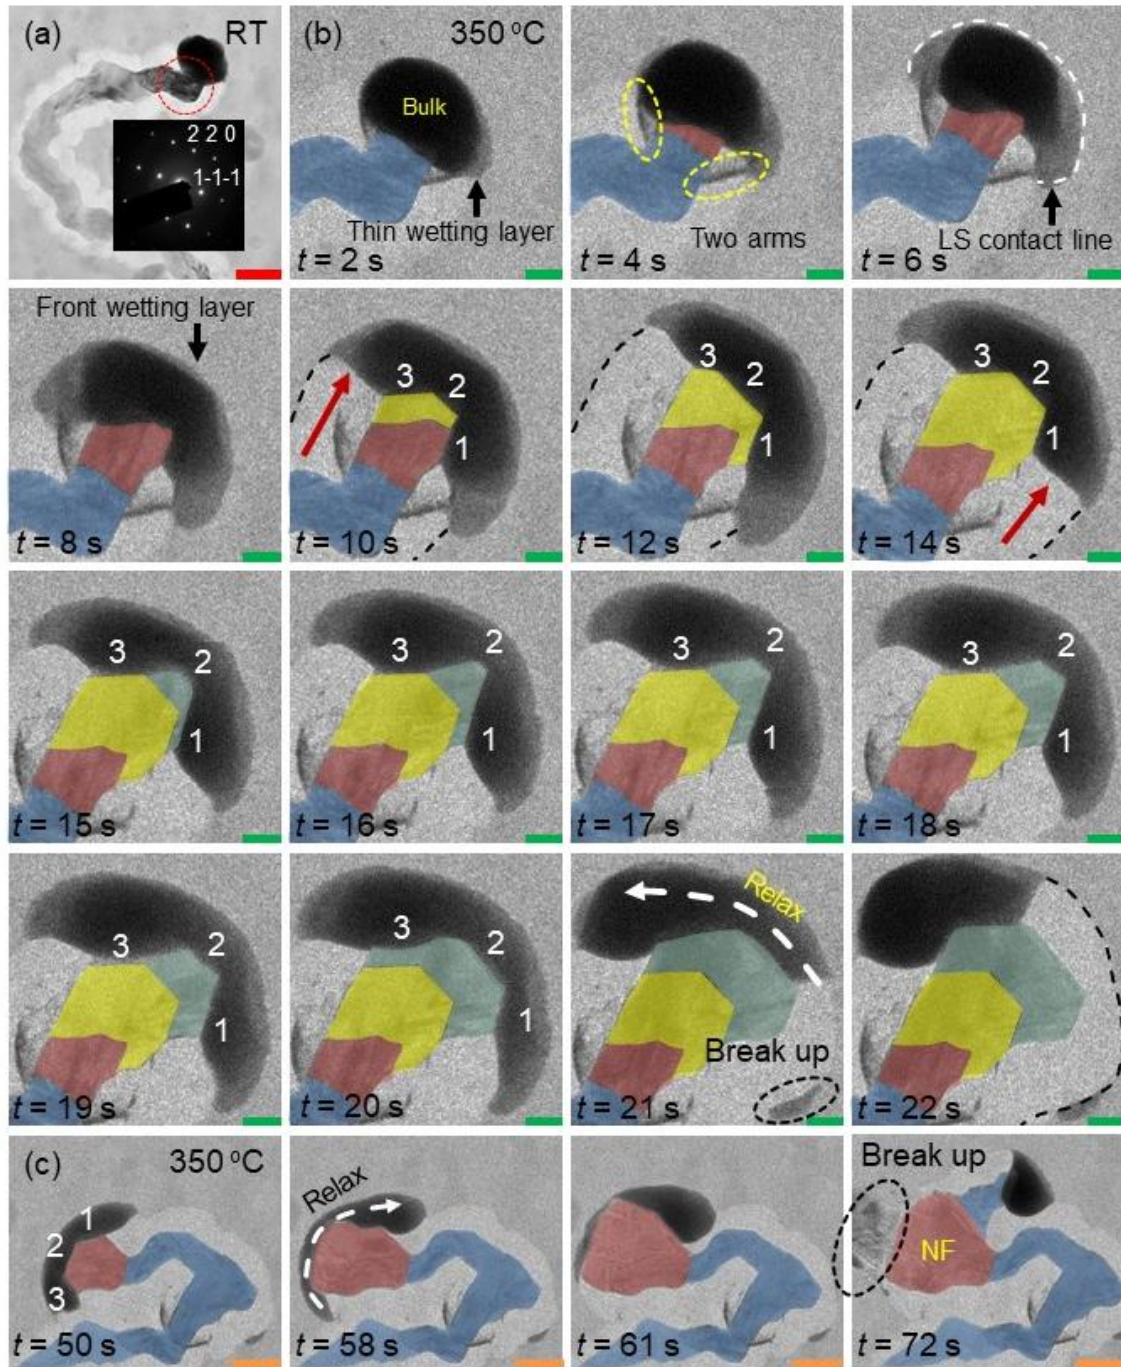 (a) RT
2 2 0
1-1-1
(b) 350 °C
Bulk
Thin wetting layer
t = 2 s
Two arms
t = 4 s
LS contact line
t = 6 s
Front wetting layer
t = 8 s
3 2
1
t = 10 s
3 2
1
t = 12 s
3 2
1
t = 14 s
3 2
1
t = 15 s
3 2
1
t = 16 s
3 2
1
t = 17 s
3 2
1
t = 18 s
3 2
1
t = 19 s
3 2
1
t = 20 s
Relax
Break up
t = 21 s
t = 22 s
(c) 350 °C
1
2
3
t = 50 s
Relax
t = 58 s
t = 61 s
Break up
NF
t = 72 s